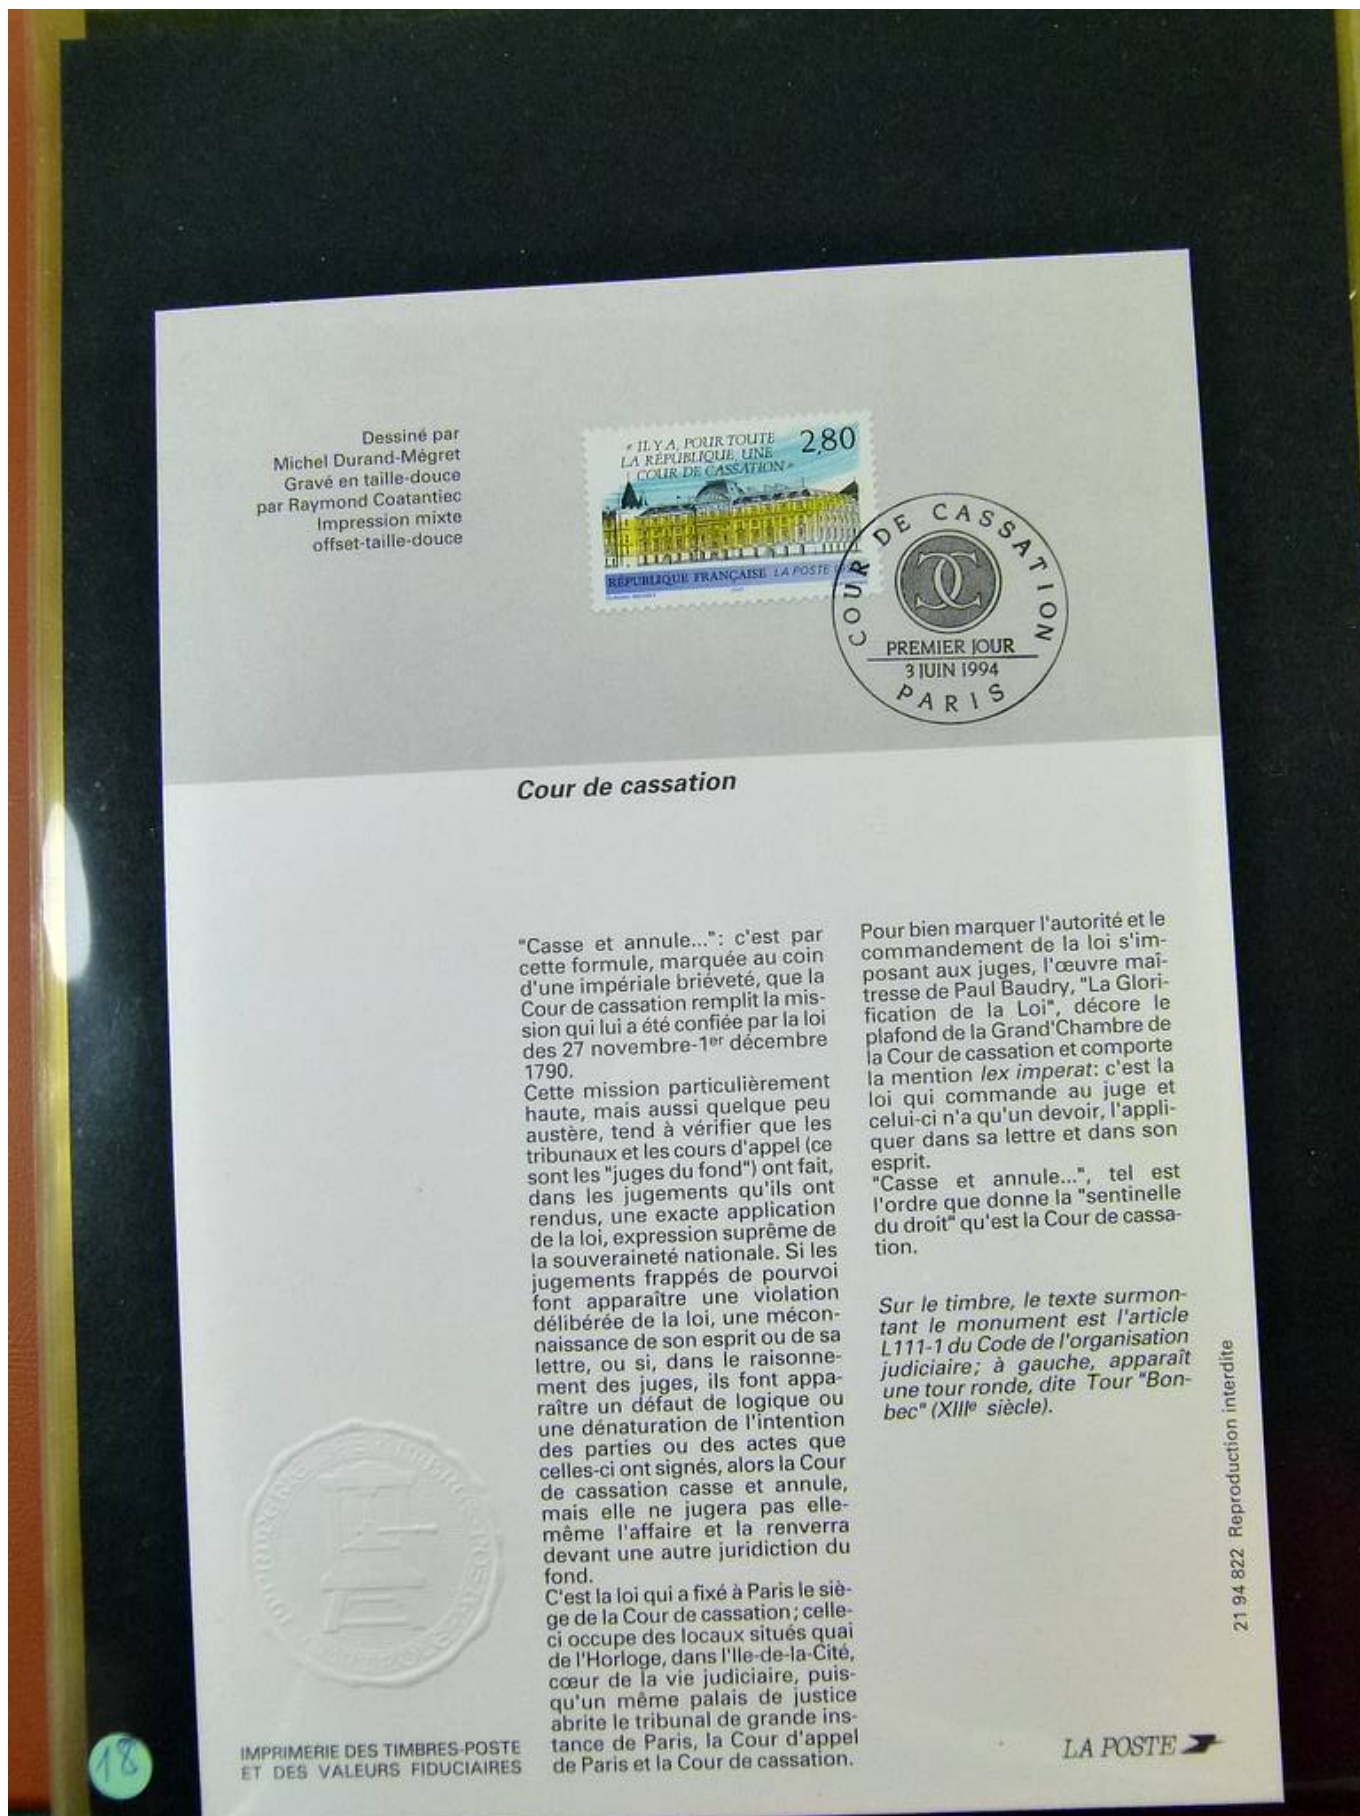 Dessiné par
Michel Durand-Mégret
Gravé en taille-douce
par Raymond Coatantiec
Impression mixte
offset-taille-douce
« IL Y A, POUR TOUTE
LA RÉPUBLIQUE, UNE
COUR DE CASSATION »
2,80
RÉPUBLIQUE FRANÇAISE LA POSTE
COUR DE CASSATION
PREMIER JOUR
3 JUIN 1994
PARIS
Cour de cassation
"Casse et annule...": c'est par
cette formule, marquée au coin
d'une impériale briéveté, que la
Cour de cassation remplit la mis-
sion qui lui a été confiée par la loi
des 27 novembre-1er décembre
1790.
Cette mission particulièrement
haute, mais aussi quelque peu
austère, tend à vérifier que les
tribunaux et les cours d'appel (ce
sont les "juges du fond") ont fait,
dans les jugements qu'ils ont
rendus, une exacte application
de la loi, expression suprême de
la souveraineté nationale. Si les
jugements frappés de pourvoi
font apparaître une violation
délibérée de la loi, une mécon-
naissance de son esprit ou de sa
lettre, ou si, dans le raisonne-
ment des juges, ils font appa-
raître un défaut de logique ou
une dénaturation de l'intention
des parties ou des actes que
celles-ci ont signés, alors la Cour
de cassation casse et annule,
mais elle ne jugera pas elle-
même l'affaire et la renverra
devant une autre juridiction du
fond.
C'est la loi qui a fixé à Paris le siè-
ge de la Cour de cassation; celle-
ci occupe des locaux situés quai
de l'Horloge, dans l'Ile-de-la-Cité,
cœur de la vie judiciaire, puis-
qu'un même palais de justice
abrite le tribunal de grande ins-
tance de Paris, la Cour d'appel
de Paris et la Cour de cassation.
Pour bien marquer l'autorité et le
commandement de la loi s'im-
posant aux juges, l'œuvre maî-
tresse de Paul Baudry, "La Glori-
fication de la Loi", décore le
plafond de la Grand'Chambre de
la Cour de cassation et comporte
la mention lex imperat: c'est la
loi qui commande au juge et
celui-ci n'a qu'un devoir, l'appli-
quer dans sa lettre et dans son
esprit.
"Casse et annule...", tel est
l'ordre que donne la "sentinelle
du droit" qu'est la Cour de cassa-
tion.
Sur le timbre, le texte surmon-
tant le monument est l'article
L111-1 du Code de l'organisation
judiciaire; à gauche, apparaît
une tour ronde, dite Tour "Bon-
bec" (XIIIe siècle).
21 94 822 Reproduction interdite
IMPRIMERIE DES TIMBRES-POSTE
ET DES VALEURS FIDUCIAIRES
LA POSTE
18